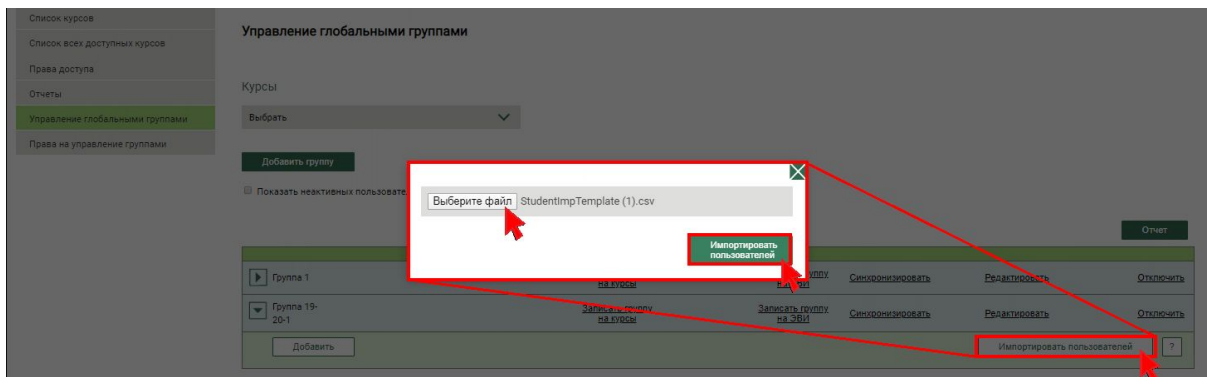 Список курсов
Список всех доступных курсов
Права доступа
Отчеты
Управление глобальными группами
Права на управление группами
Управление глобальными группами
Курсы
Выбрать
Добавить группу
Показать неактивных пользовате
Выберите файл StudentImpTemplate (1).csv
Импортировать
пользователей
Отчет
Группа 1
на курсы
Синхронизировать
Редактировать
Отключить
Группа 19-
20-1
Записать группу
на курсы
Записать группу
на ЭВИ
Синхронизировать
Редактировать
Отключить
Добавить
Импортировать пользователей
?